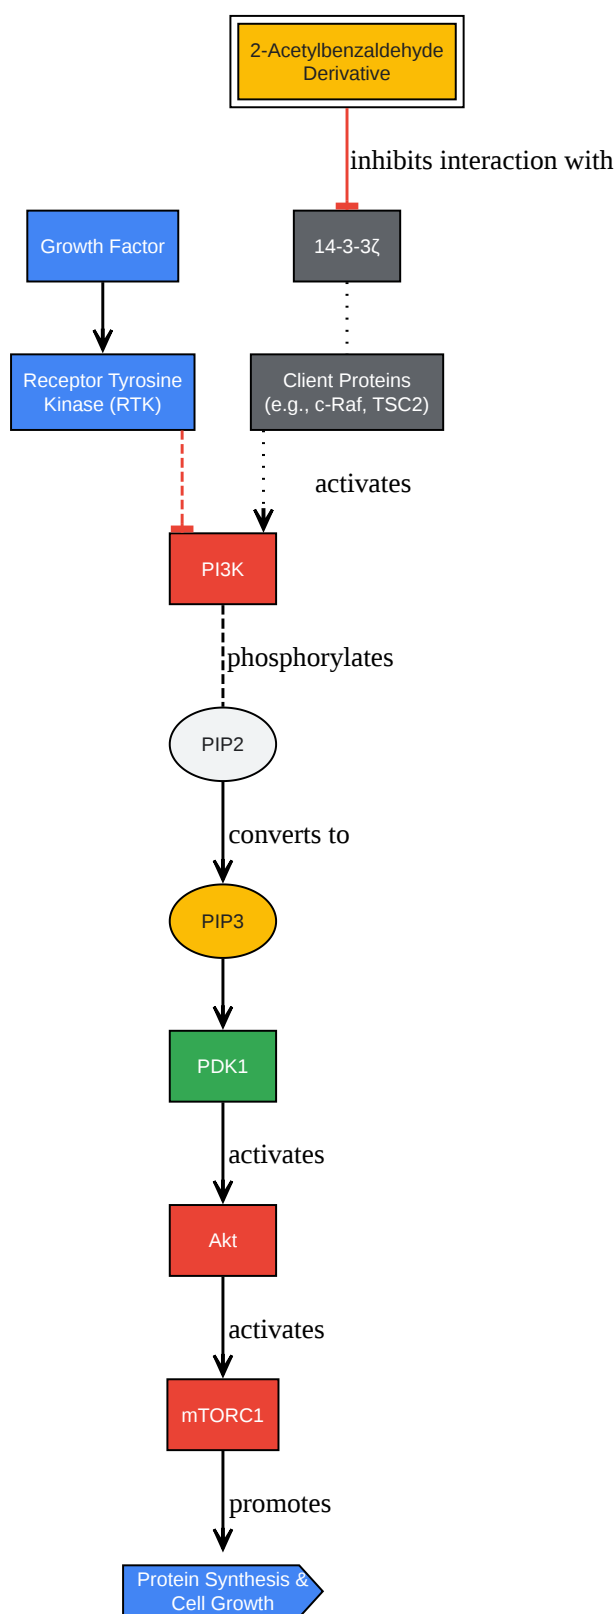 2-Acetylbenzaldehyde
Derivative
inhibits interaction with
Growth Factor
14-3-3ζ
Receptor Tyrosine
Kinase (RTK)
Client Proteins
(e.g., c-Raf, TSC2)
activates
PI3K
phosphorylates
PIP2
converts to
PIP3
PDK1
activates
Akt
activates
mTORC1
promotes
Protein Synthesis &
Cell Growth